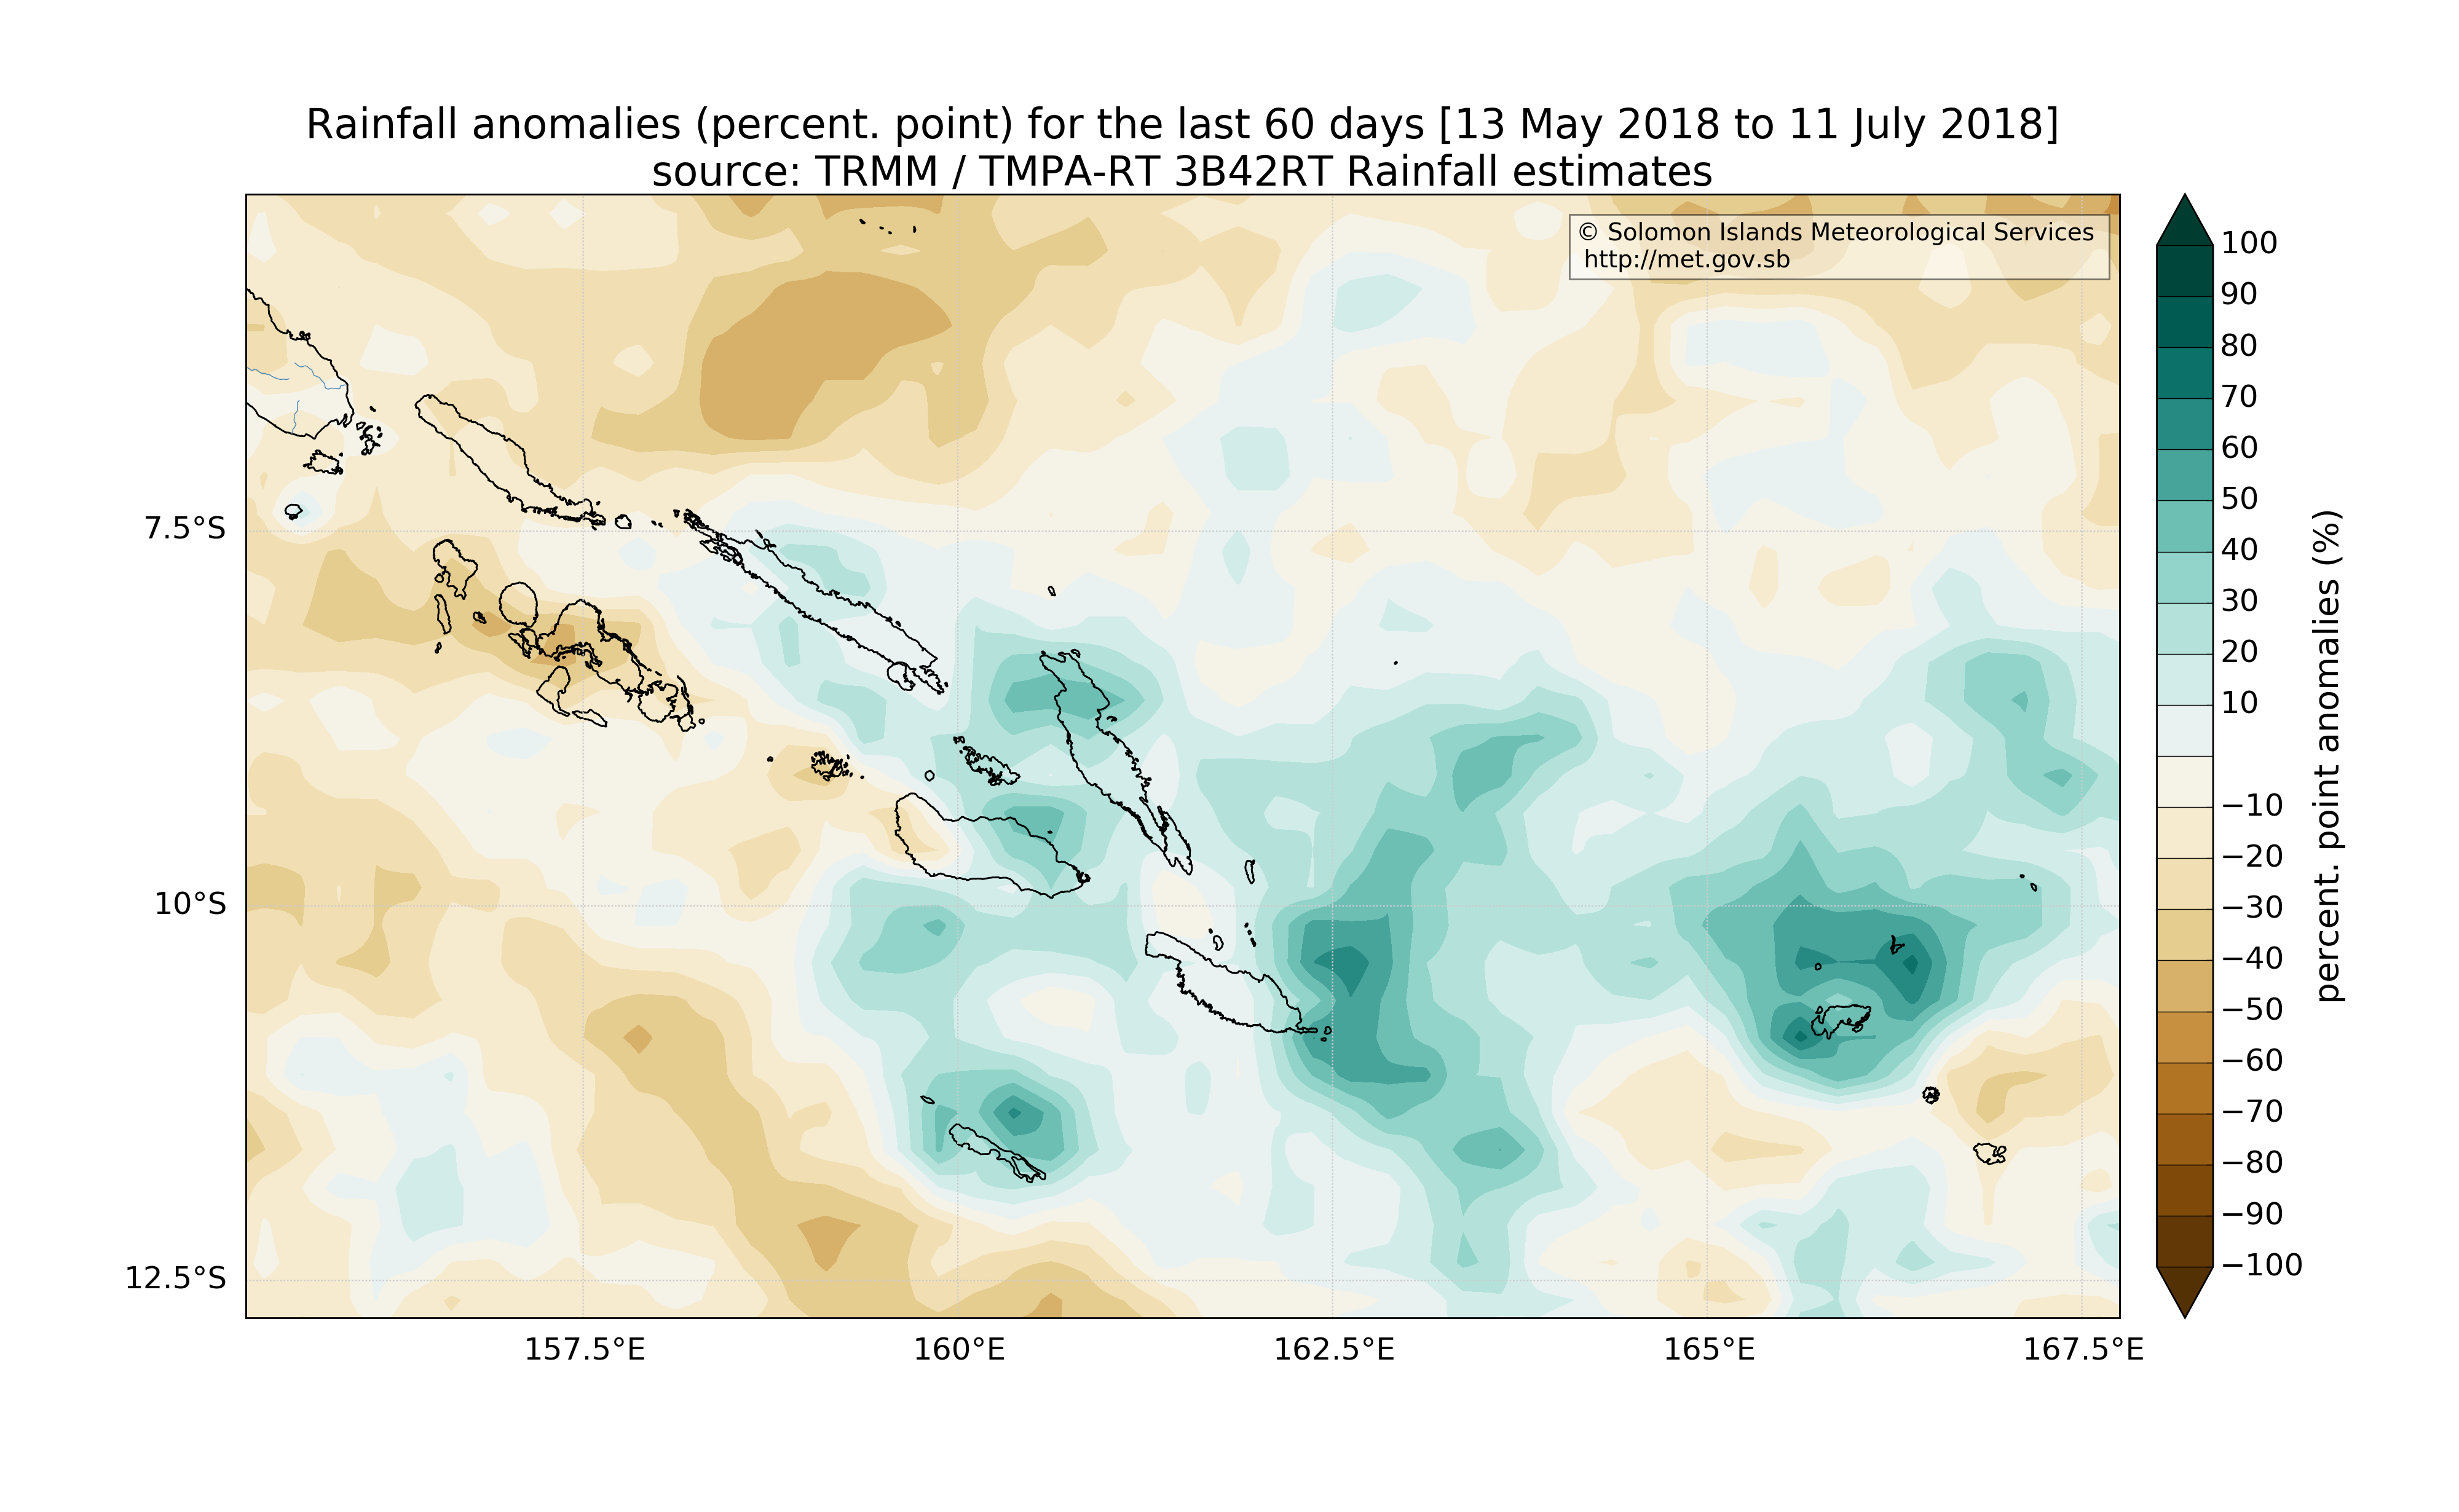 Rainfall anomalies (percent. point) for the last 60 days [13 May 2018 to 11 July 2018]
source: TRMM / TMPA-RT 3B42RT Rainfall estimates
© Solomon Islands Meteorological Services
http://met.gov.sb
7.5°S
10°S
12.5°S
157.5°E
160°E
162.5°E
165°E
167.5°E
100
90
80
70
60
50
40
30
20
10
−10
−20
−30
−40
−50
−60
−70
−80
−90
−100
percent. point anomalies (%)